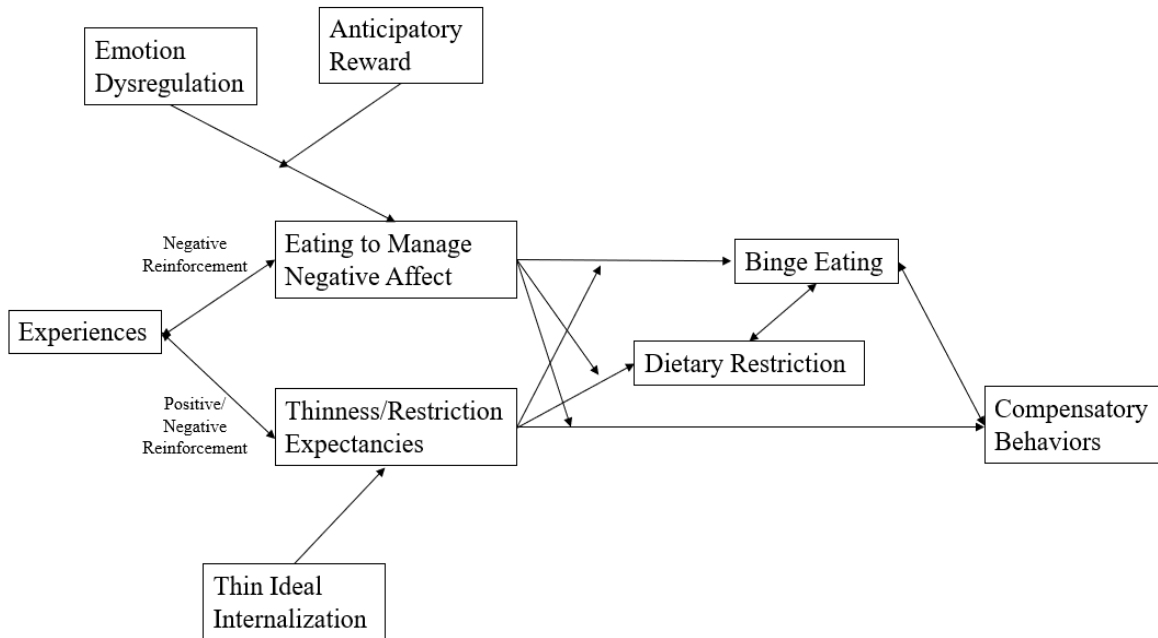 Emotion
Dysregulation
Anticipatory
Reward
Negative
Reinforcement
Eating to Manage
Negative Affect
Binge Eating
Experiences
Dietary Restriction
Positive/
Negative
Reinforcement
Thinness/Restriction
Expectancies
Compensatory
Behaviors
Thin Ideal
Internalization